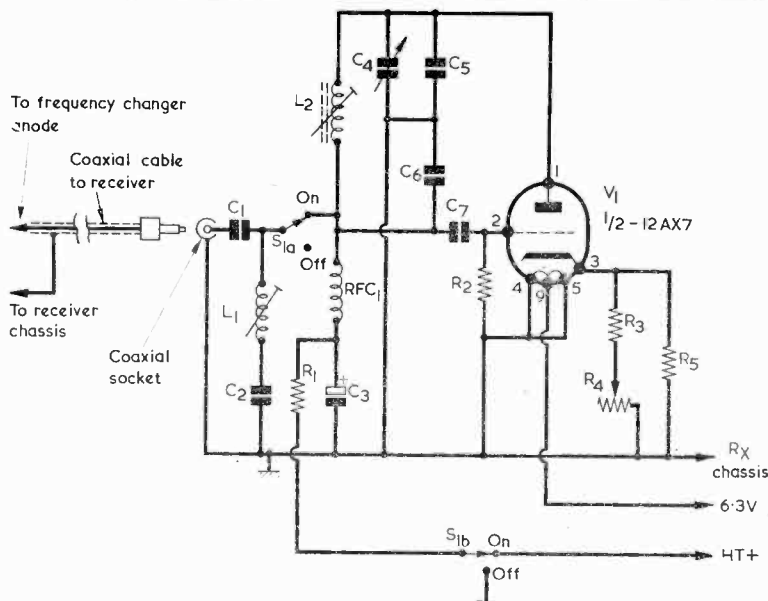 To frequency changer
anode
Coaxial cable
to receiver
To receiver
chassis
Coaxial
socket
C1
S1a
On
Off
L1
C2
L2
RFC1
R1
C3
+
C4
C5
C6
C7
R2
1
2
3
4
9
5
V1
1/2-12AX7
R3
R4
R5
RX
chassis
6·3V
S1b
On
HT+
Off